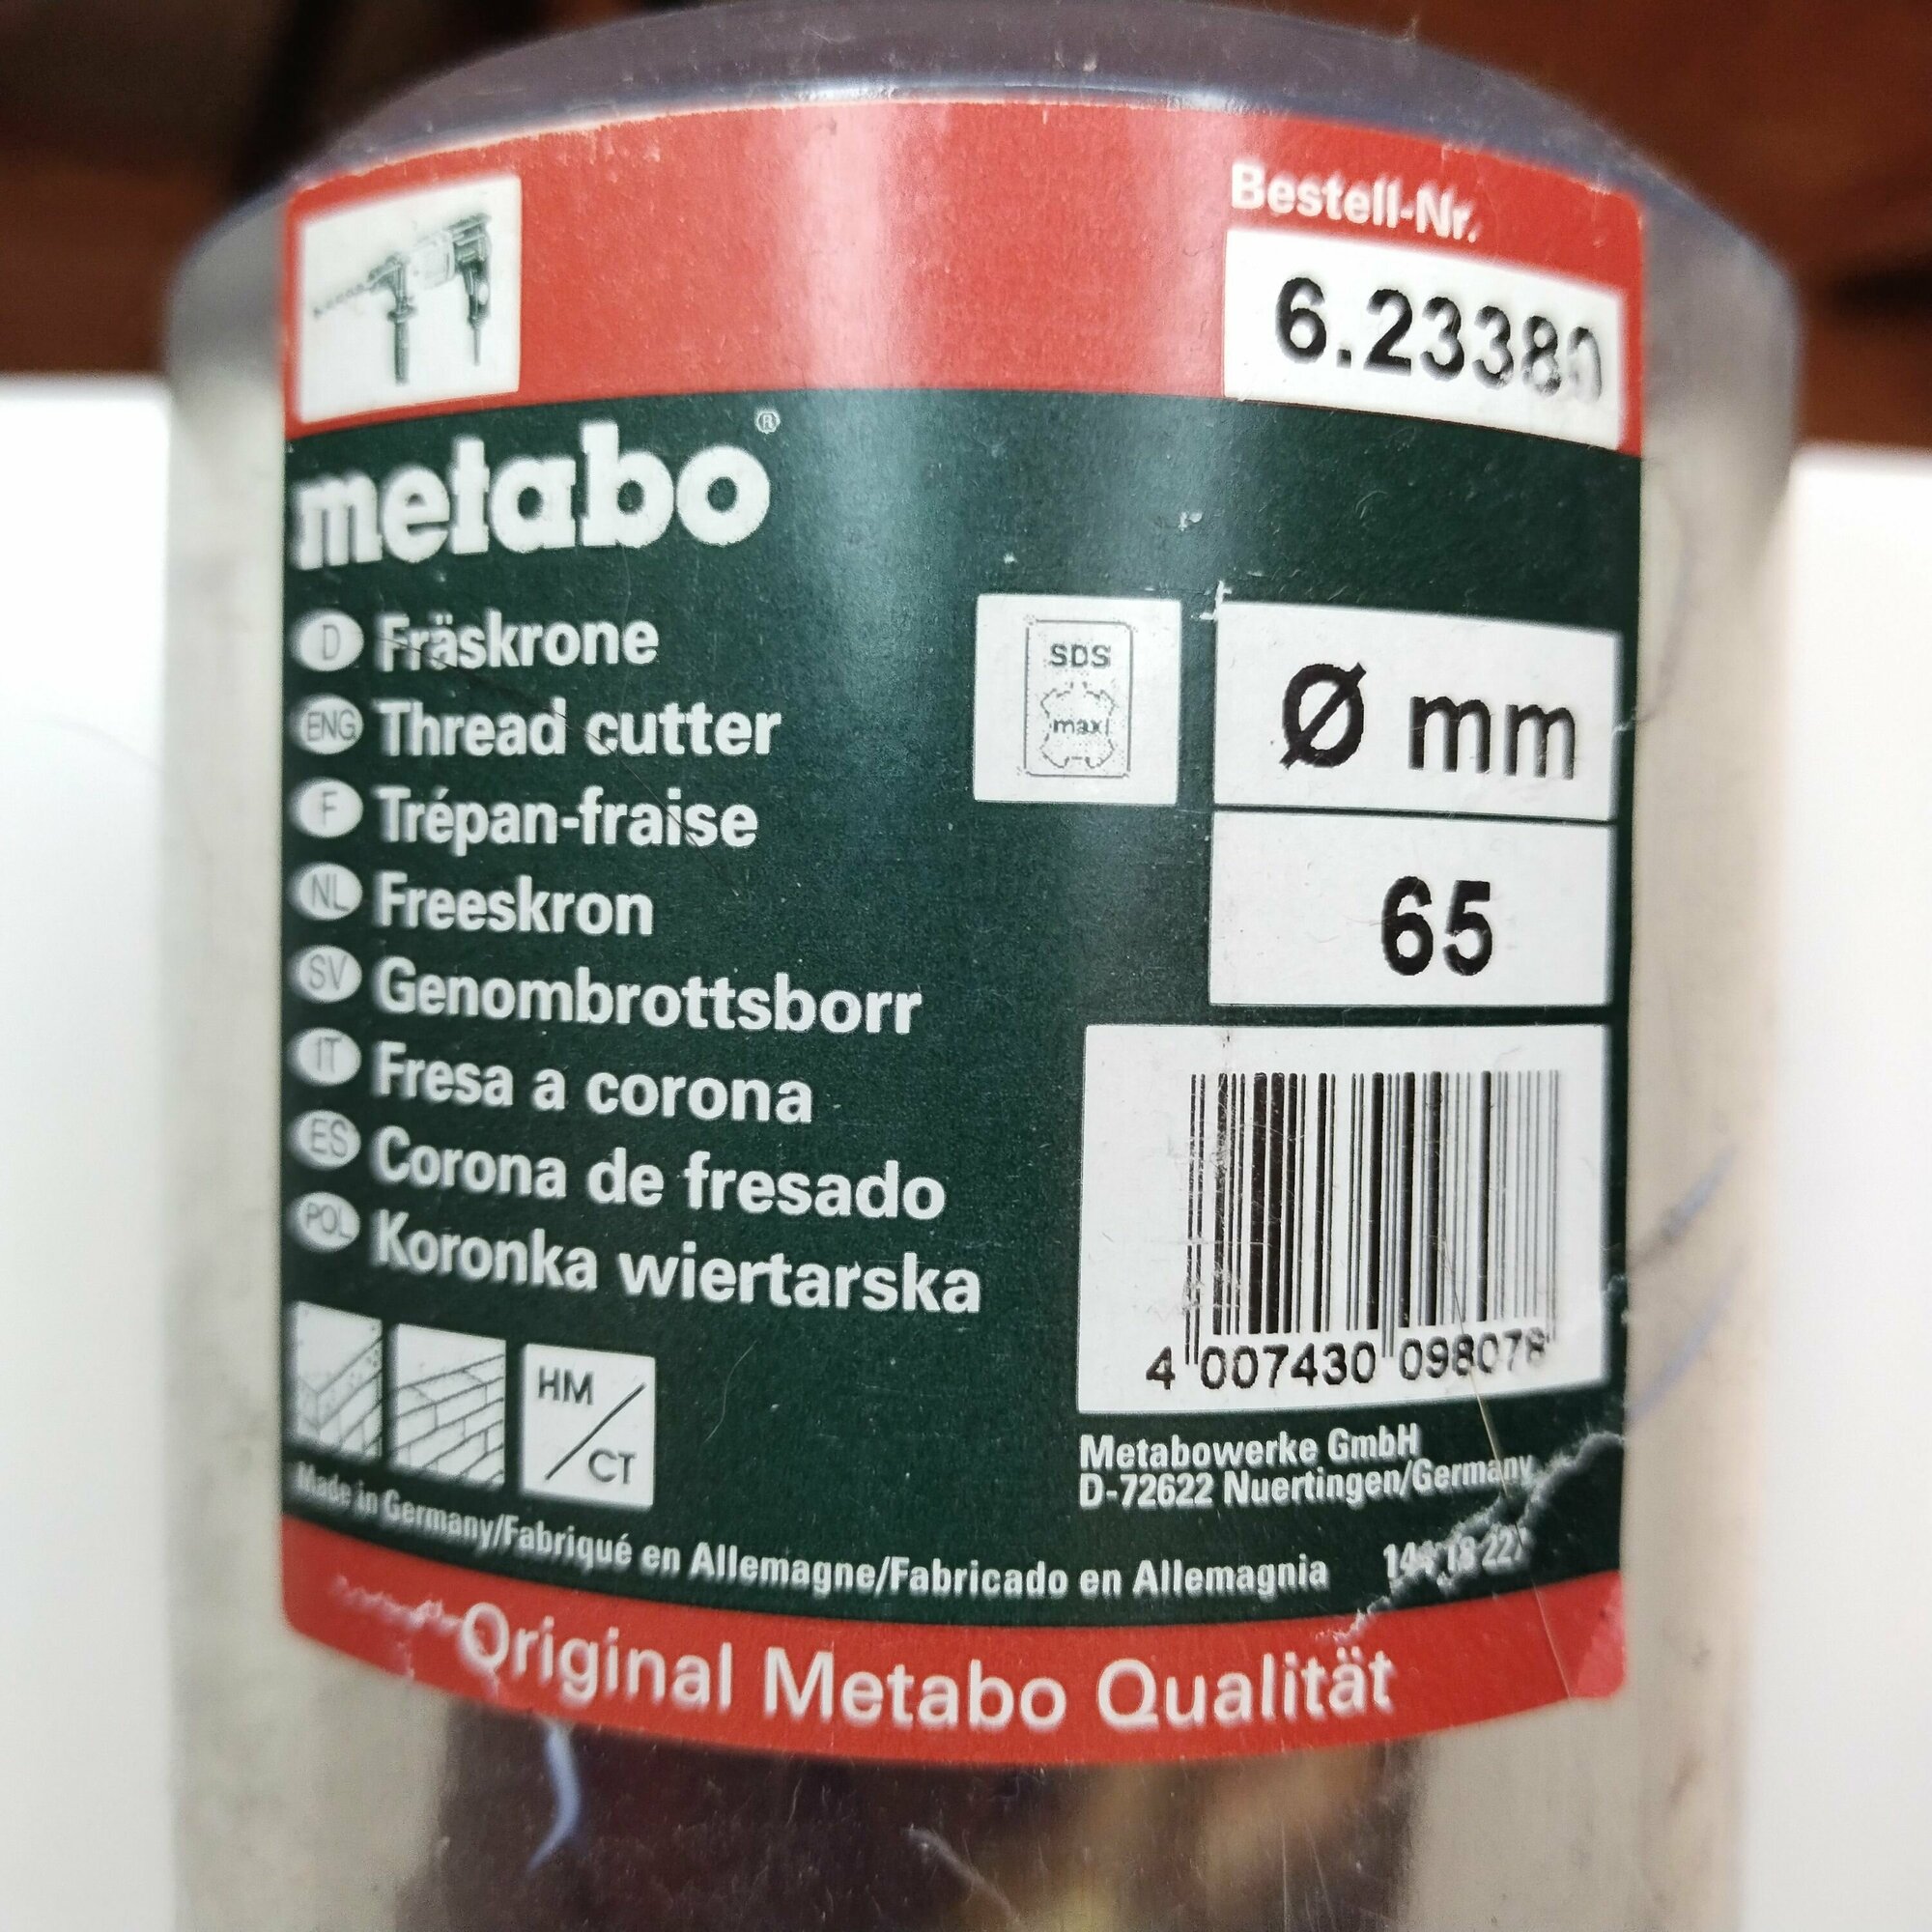 Bestell-Nr.
6.23380
metabo®
D Fräskrone
ENG Thread cutter
F Trépan-fraise
NL Freeskron
SV Genombrottsborr
IT Fresa a corona
ES Corona de fresado
POL Koronka wiertarska
SDS
max
Ø mm
65
4 007430 098078
HM/CT
Metabowerke GmbH
D-72622 Nuertingen/Germany
Made in Germany/Fabriqué en Allemagne/Fabricado en Allemagnia
Original Metabo Qualität